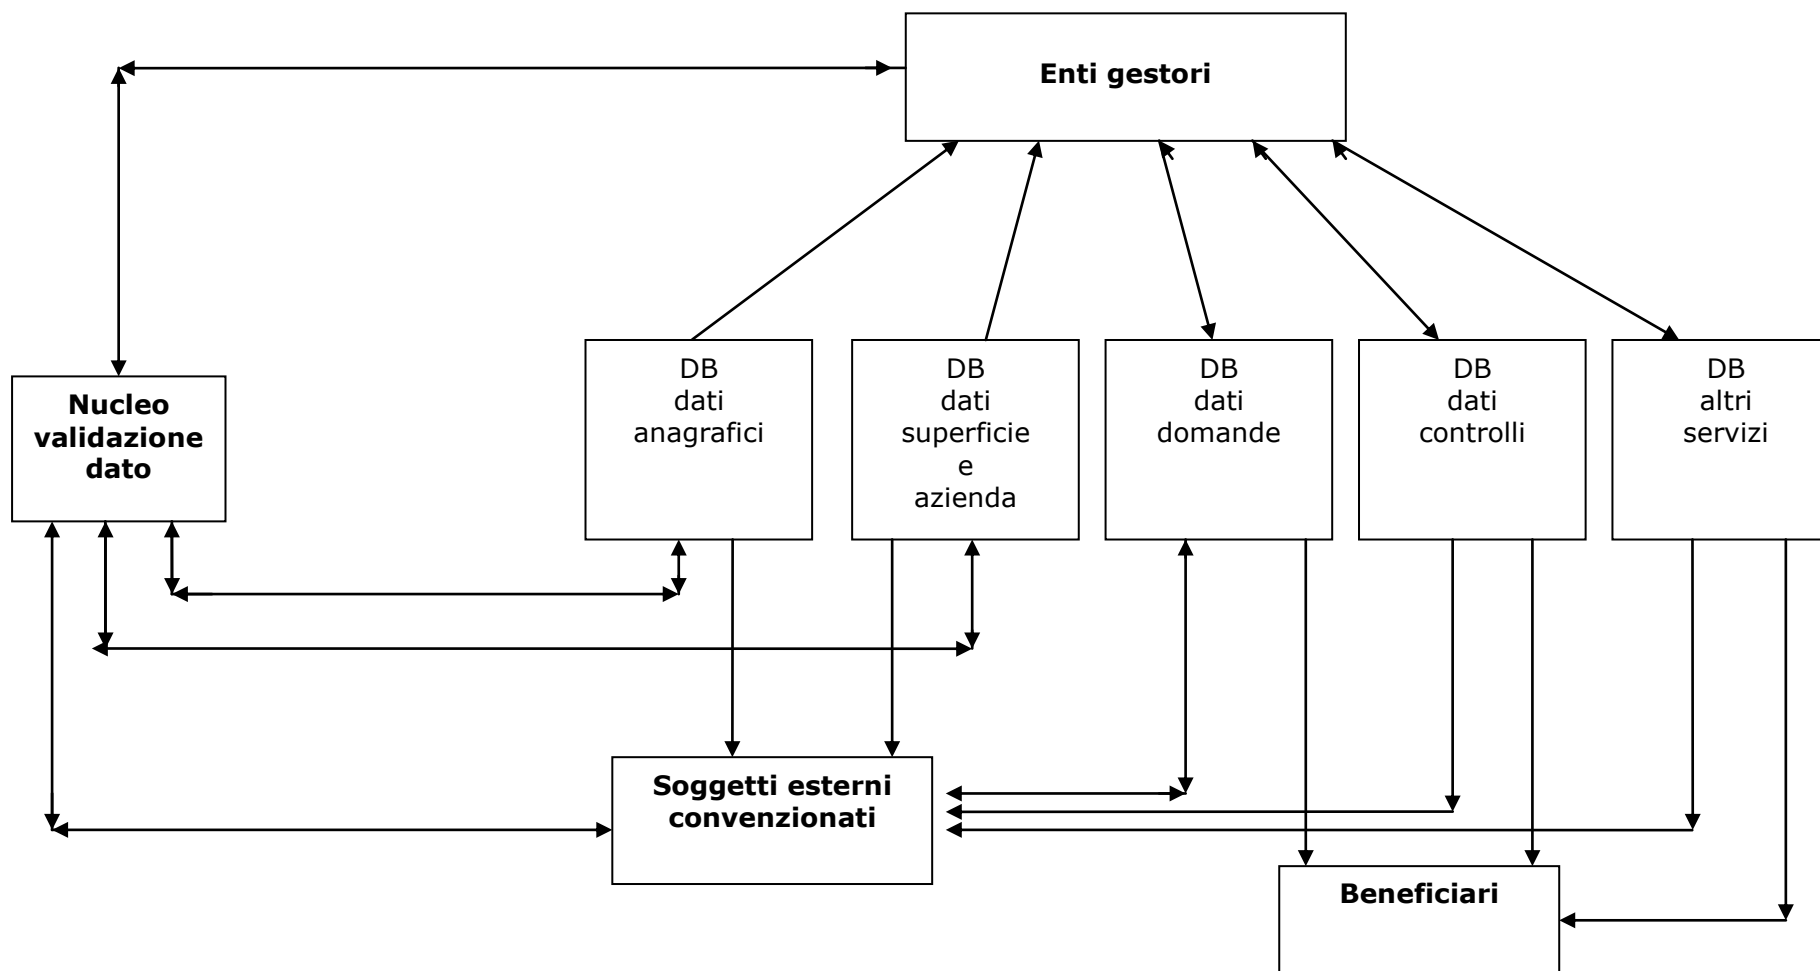 Enti gestori
Nucleo
validazione
dato
DB
dati
anagrafici
DB
dati
superficie
e
azienda
DB
dati
domande
DB
dati
controlli
DB
altri
servizi
Soggetti esterni
convenzionati
Beneficiari